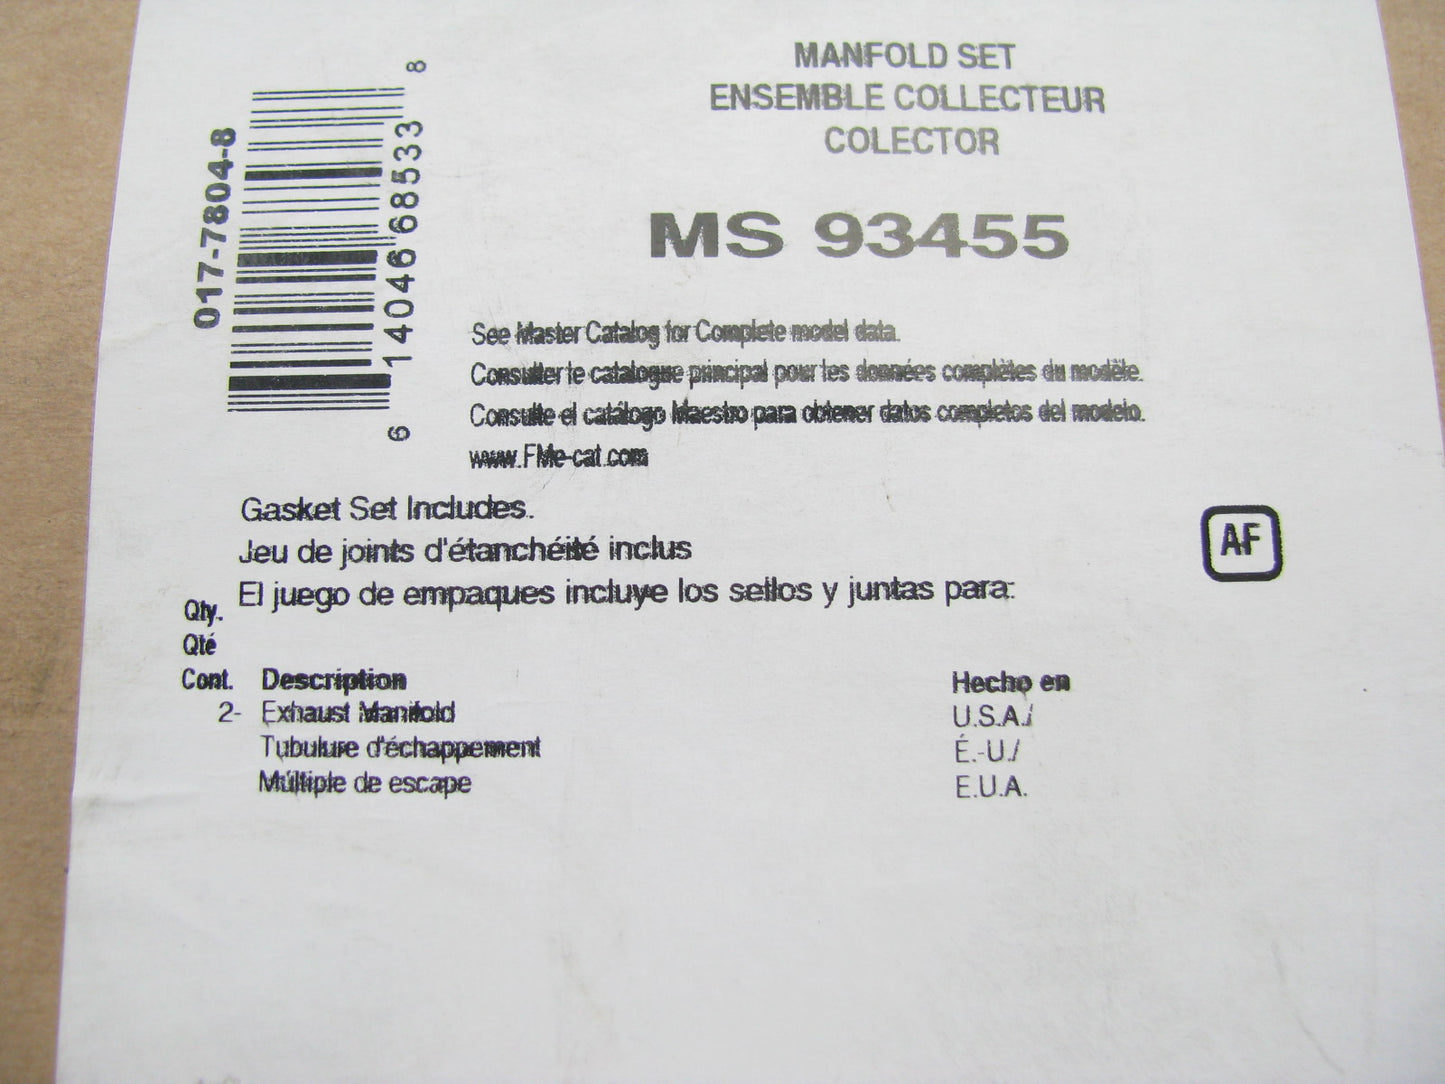 MANFOLD SET
ENSEMBLE COLLECTEUR
COLECTOR
017-7804-8
6 14046 68533 8
MS 93455
See Master Catalog for Complete model data.
Consulter le catalogue principal pour les données complètes du modèle.
Consulte el catálogo Maestro para obtener datos completos del modelo.
www.FMe-cat.com
Gasket Set Includes.
Jeu de joints d'étanchéité inclus
El juego de empaques incluye los sellos y juntas para:
AF
Qty.
Qté
Cont. Description Hecho en
2- Exhaust Manifold U.S.A./
Tubulure d'échappement É.-U./
Múltiple de escape E.U.A.